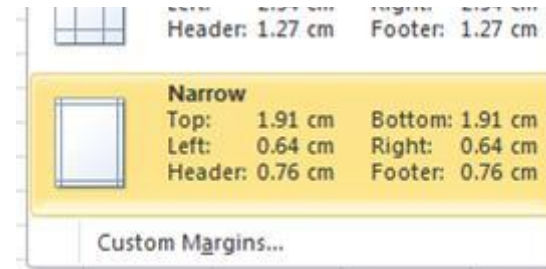 Header: 1.27 cm Footer: 1.27 cm
Narrow
Top: 1.91 cm Bottom: 1.91 cm
Left: 0.64 cm Right: 0.64 cm
Header: 0.76 cm Footer: 0.76 cm
Custom Margins...